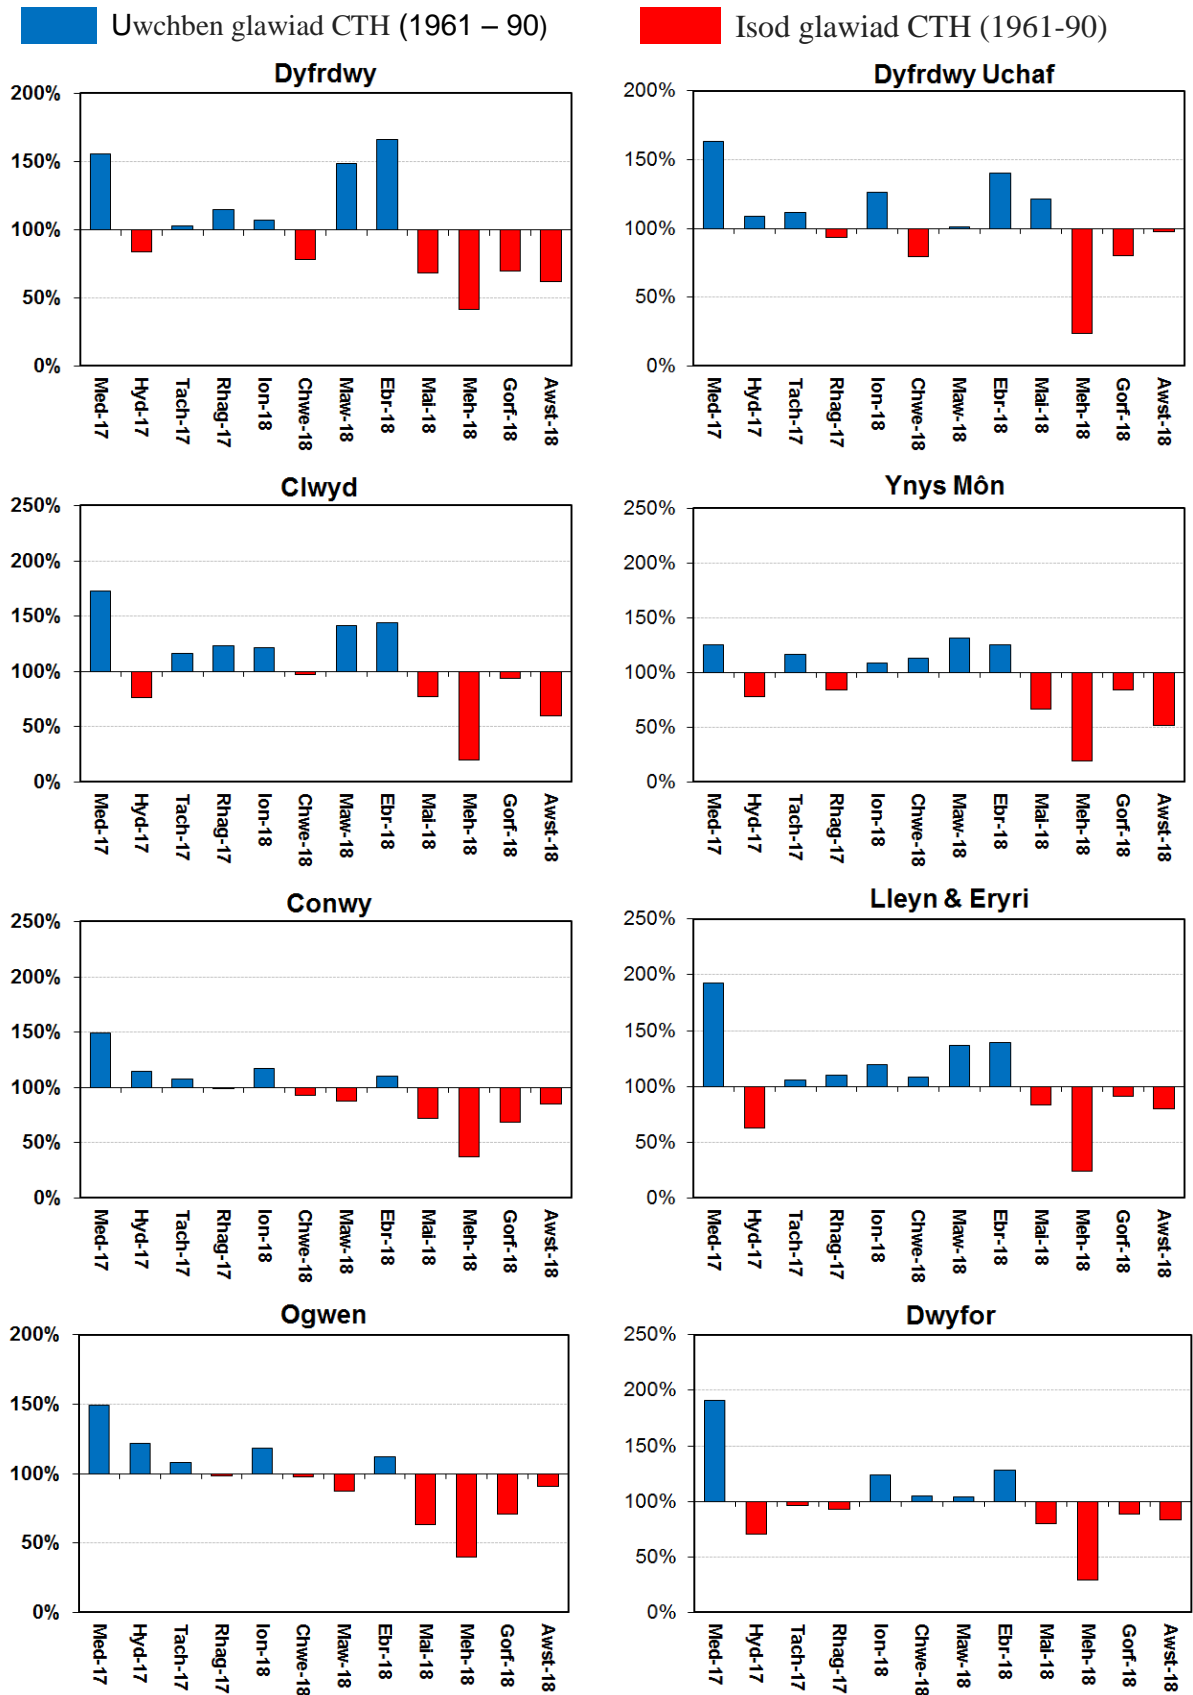 Uwchben glawiad CTH (1961 – 90)
Isod glawiad CTH (1961-90)
Dyfrdwy
200%
150%
100%
50%
0%
Med-17
Hyd-17
Tach-17
Rhag-17
Ion-18
Chwe-18
Maw-18
Ebr-18
Mai-18
Meh-18
Gorf-18
Awst-18
Dyfrdwy Uchaf
200%
150%
100%
50%
0%
Med-17
Hyd-17
Tach-17
Rhag-17
Ion-18
Chwe-18
Maw-18
Ebr-18
Mai-18
Meh-18
Gorf-18
Awst-18
Clwyd
250%
200%
150%
100%
50%
0%
Med-17
Hyd-17
Tach-17
Rhag-17
Ion-18
Chwe-18
Maw-18
Ebr-18
Mai-18
Meh-18
Gorf-18
Awst-18
Ynys Môn
250%
200%
150%
100%
50%
0%
Med-17
Hyd-17
Tach-17
Rhag-17
Ion-18
Chwe-18
Maw-18
Ebr-18
Mai-18
Meh-18
Gorf-18
Awst-18
Conwy
250%
200%
150%
100%
50%
0%
Med-17
Hyd-17
Tach-17
Rhag-17
Ion-18
Chwe-18
Maw-18
Ebr-18
Mai-18
Meh-18
Gorf-18
Awst-18
Lleyn & Eryri
250%
200%
150%
100%
50%
0%
Med-17
Hyd-17
Tach-17
Rhag-17
Ion-18
Chwe-18
Maw-18
Ebr-18
Mai-18
Meh-18
Gorf-18
Awst-18
Ogwen
200%
150%
100%
50%
0%
Med-17
Hyd-17
Tach-17
Rhag-17
Ion-18
Chwe-18
Maw-18
Ebr-18
Mai-18
Meh-18
Gorf-18
Awst-18
Dwyfor
250%
200%
150%
100%
50%
0%
Med-17
Hyd-17
Tach-17
Rhag-17
Ion-18
Chwe-18
Maw-18
Ebr-18
Mai-18
Meh-18
Gorf-18
Awst-18